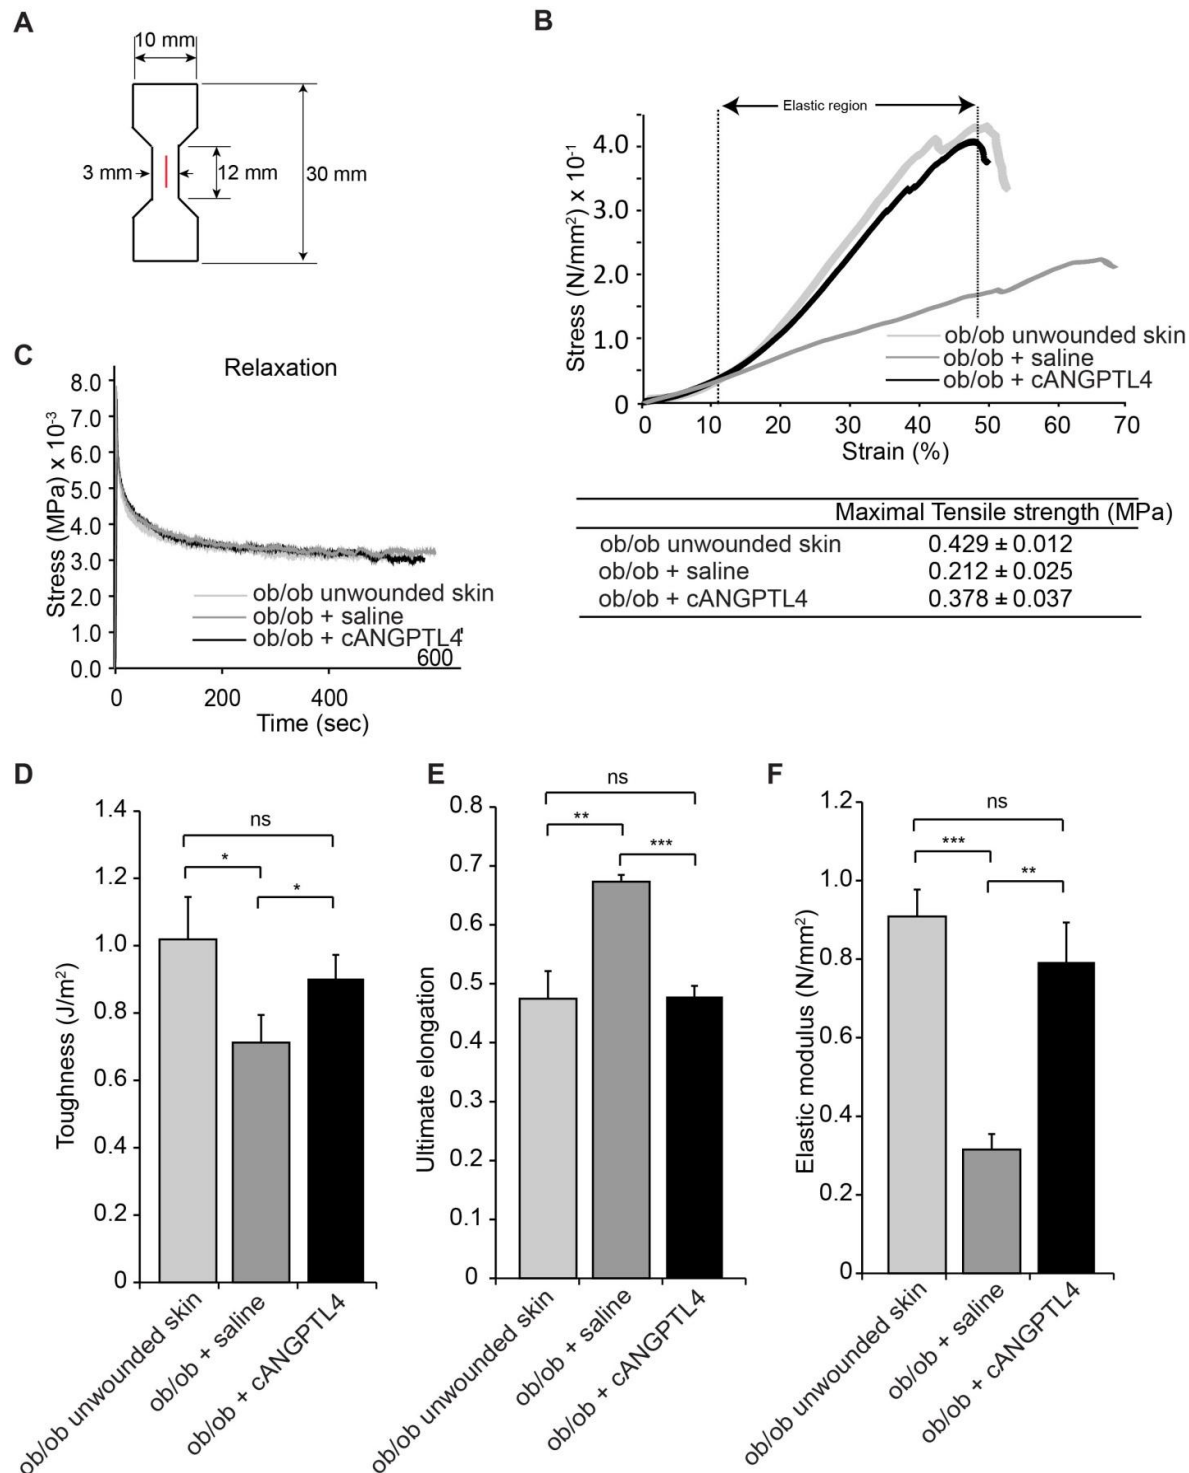 A
10 mm
3 mm
12 mm
30 mm
B
Elastic region
Stress (N/mm²) x 10⁻¹
4.0
3.0
2.0
1.0
0
0 10 20 30 40 50 60 70
Strain (%)
ob/ob unwounded skin
ob/ob + saline
ob/ob + cANGPTL4
Maximal Tensile strength (MPa)
ob/ob unwounded skin 0.429 ± 0.012
ob/ob + saline 0.212 ± 0.025
ob/ob + cANGPTL4 0.378 ± 0.037
C
Relaxation
Stress (MPa) x 10⁻³
8.0
7.0
6.0
5.0
4.0
3.0
2.0
1.0
0.0
ob/ob unwounded skin
ob/ob + saline
ob/ob + cANGPTL4
600
0 200 400
Time (sec)
D
Toughness (J/m²)
1.4
1.2
1.0
0.8
0.6
0.4
0.2
0
ns
*
*
ob/ob unwounded skin
ob/ob + saline
ob/ob + cANGPTL4
E
Ultimate elongation
0.8
0.7
0.6
0.5
0.4
0.3
0.2
0.1
0
ns
**
***
ob/ob unwounded skin
ob/ob + saline
ob/ob + cANGPTL4
F
Elastic modulus (N/mm²)
1.2
1.0
0.8
0.6
0.4
0.2
0
ns
***
**
ob/ob unwounded skin
ob/ob + saline
ob/ob + cANGPTL4